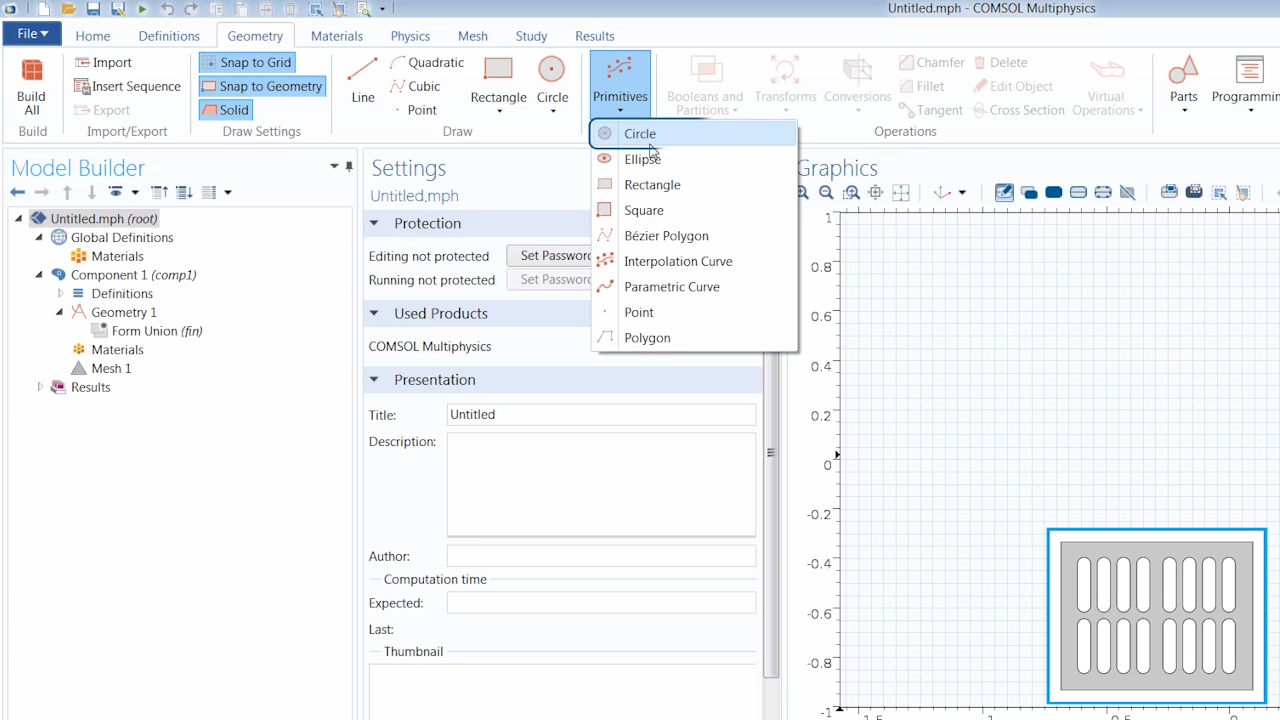 Untitled.mph - COMSOL Multiphysics
File
Home
Definitions
Geometry
Materials
Physics
Mesh
Study
Results
Build All
Build
Import
Insert Sequence
Export
Import/Export
Snap to Grid
Snap to Geometry
Solid
Draw Settings
Line
Quadratic
Cubic
Point
Rectangle
Circle
Draw
Primitives
Booleans and Partitions
Transforms
Conversions
Chamfer
Fillet
Tangent
Delete
Edit Object
Cross Section
Virtual Operations
Operations
Parts
Circle
Ellipse
Rectangle
Square
Bézier Polygon
Interpolation Curve
Parametric Curve
Point
Polygon
Model Builder
Untitled.mph (root)
Global Definitions
Materials
Component 1 (comp1)
Definitions
Geometry 1
Form Union (fin)
Materials
Mesh 1
Results
Settings
Untitled.mph
Protection
Editing not protected
Set Password
Running not protected
Set Password
Used Products
COMSOL Multiphysics
Presentation
Title:
Untitled
Description:
Author:
Computation time
Expected:
Last:
Thumbnail
Graphics
1
0.8
0.6
0.4
0.2
0
-0.2
-0.4
-0.6
-0.8
-1